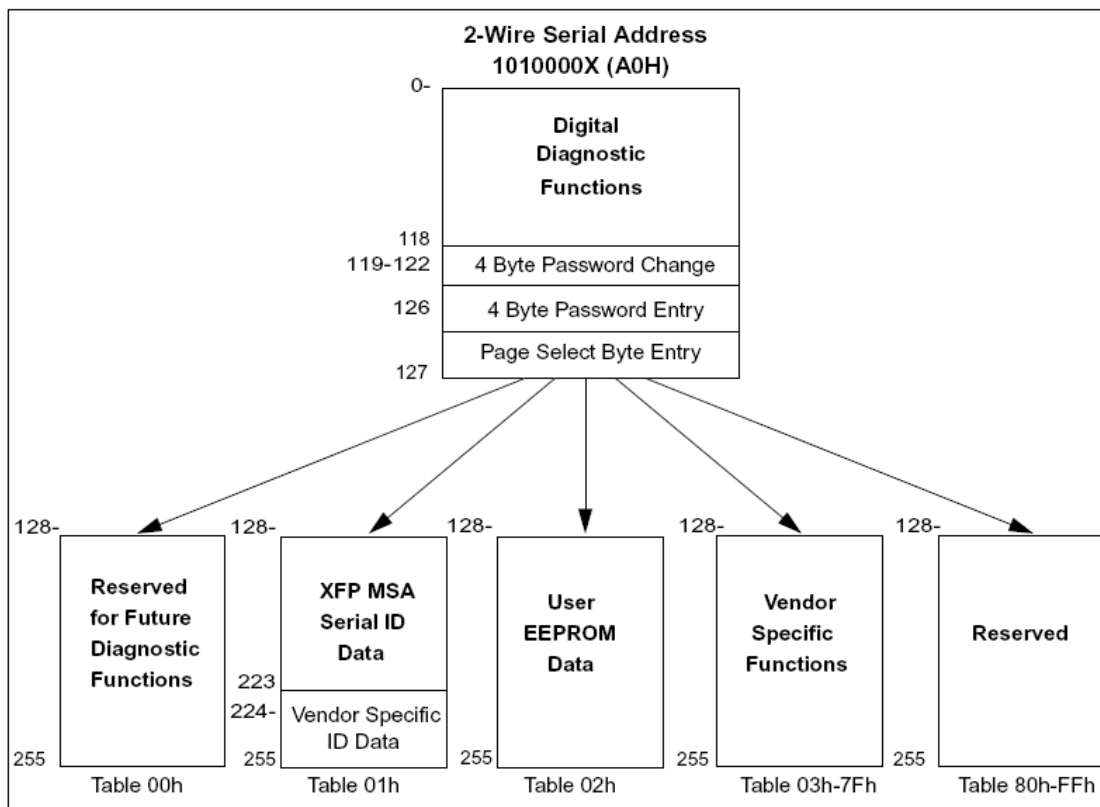 2-Wire Serial Address
1010000X (A0H)
0-
Digital
Diagnostic
Functions
118
119-122
4 Byte Password Change
126
4 Byte Password Entry
Page Select Byte Entry
127
128-
Reserved
for Future
Diagnostic
Functions
255
Table 00h
128-
XFP MSA
Serial ID
Data
223
224-
Vendor Specific
ID Data
255
Table 01h
128-
User
EEPROM
Data
255
Table 02h
128-
Vendor
Specific
Functions
255
Table 03h-7Fh
128-
Reserved
255
Table 80h-FFh